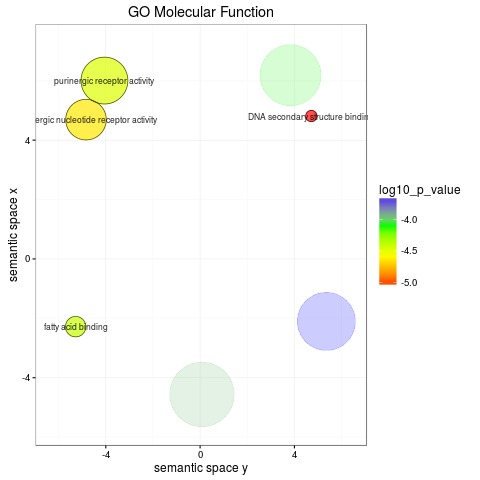 GO Molecular Function
purinergic receptor activity
ergic nucleotide receptor activity
DNA secondary structure bindin
fatty acid binding
4
0
-4
-4
0
4
semantic space x
semantic space y
log10_p_value
-4.0
-4.5
-5.0